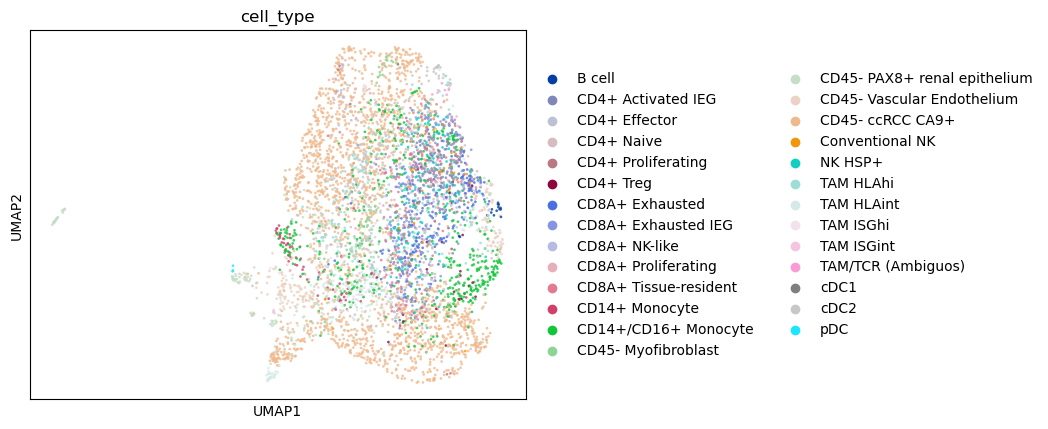 cell_type
UMAP2
UMAP1
B cell
CD4+ Activated IEG
CD4+ Effector
CD4+ Naive
CD4+ Proliferating
CD4+ Treg
CD8A+ Exhausted
CD8A+ Exhausted IEG
CD8A+ NK-like
CD8A+ Proliferating
CD8A+ Tissue-resident
CD14+ Monocyte
CD14+/CD16+ Monocyte
CD45- Myofibroblast
CD45- PAX8+ renal epithelium
CD45- Vascular Endothelium
CD45- ccRCC CA9+
Conventional NK
NK HSP+
TAM HLAhi
TAM HLAint
TAM ISGhi
TAM ISGint
TAM/TCR (Ambiguos)
cDC1
cDC2
pDC